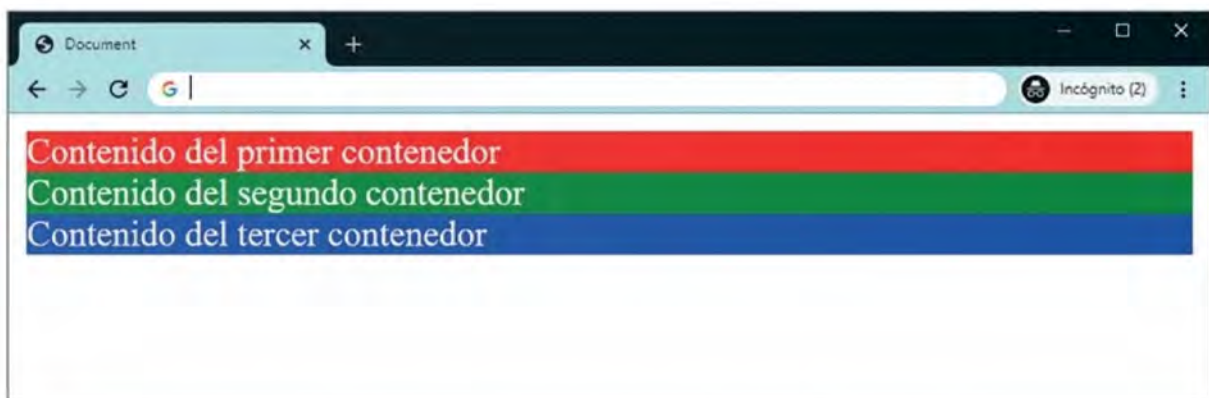 Document
Incógnito (2)
Contenido del primer contenedor
Contenido del segundo contenedor
Contenido del tercer contenedor